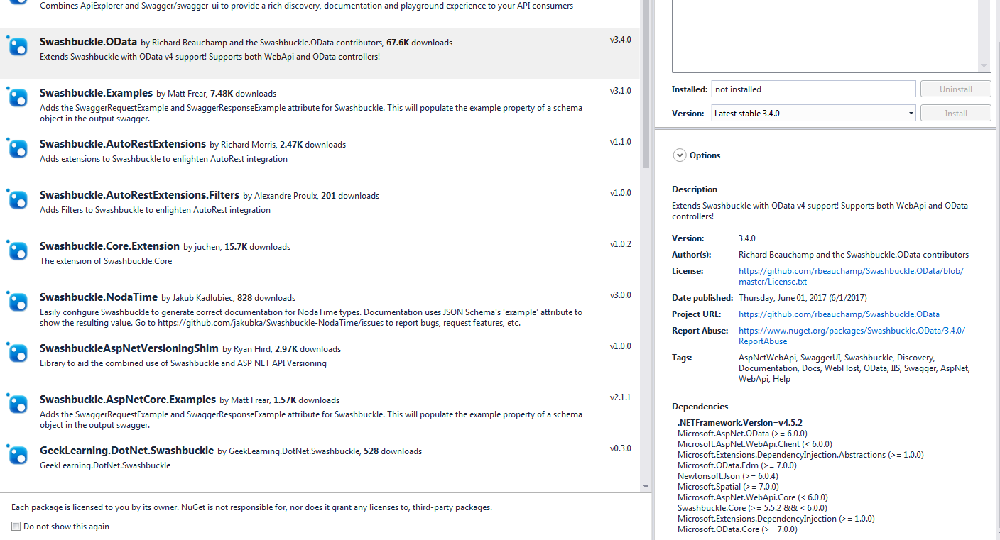 Combines ApiExplorer and Swagger/swagger-ui to provide a rich discovery, documentation and playground experience to your API consumers
Swashbuckle.OData by Richard Beauchamp and the Swashbuckle.OData contributors, 67.6K downloads
v3.4.0
Extends Swashbuckle with OData v4 support! Supports both WebApi and OData controllers!
Swashbuckle.Examples by Matt Frear, 7.48K downloads
v3.1.0
Adds the SwaggerRequestExample and SwaggerResponseExample attribute for Swashbuckle. This will populate the example property of a schema
object in the output swagger.
Swashbuckle.AutoRestExtensions by Richard Morris, 2.47K downloads
v1.1.0
Adds extensions to Swashbuckle to enlighten AutoRest integration
Swashbuckle.AutoRestExtensions.Filters by Alexandre Proulx, 201 downloads
v1.0.0
Adds Filters to Swashbuckle to enlighten AutoRest integration
Swashbuckle.Core.Extension by juchen, 15.7K downloads
v1.0.2
The extension of Swashbuckle.Core
Swashbuckle.NodaTime by Jakub Kadlubiec, 828 downloads
v3.0.0
Easily configure Swashbuckle to generate correct documentation for NodaTime types. Documentation uses JSON Schema's 'example' attribute to
show the resulting value. Go to https://github.com/jakubka/Swashbuckle-NodaTime/issues to report bugs, request features, etc.
SwashbuckleAspNetVersioningShim by Ryan Hird, 2.97K downloads
v1.0.0
Library to aid the combined use of Swashbuckle and ASP NET API Versioning
Swashbuckle.AspNetCore.Examples by Matt Frear, 1.57K downloads
v2.1.1
Adds the SwaggerRequestExample and SwaggerResponseExample attribute for Swashbuckle. This will populate the example property of a schema
object in the output swagger.
GeekLearning.DotNet.Swashbuckle by GeekLearning.DotNet.Swashbuckle, 528 downloads
v0.3.0
GeekLearning.DotNet.Swashbuckle
Each package is licensed to you by its owner. NuGet is not responsible for, nor does it grant any licenses to, third-party packages.
Do not show this again
Installed: not installed Uninstall
Version: Latest stable 3.4.0 Install
Options
Description
Extends Swashbuckle with OData v4 support! Supports both WebApi and OData
controllers!
Version: 3.4.0
Author(s): Richard Beauchamp and the Swashbuckle.OData contributors
License: https://github.com/rbeauchamp/Swashbuckle.OData/blob/
master/License.txt
Date published: Thursday, June 01, 2017 (6/1/2017)
Project URL: https://github.com/rbeauchamp/Swashbuckle.OData
Report Abuse: https://www.nuget.org/packages/Swashbuckle.OData/3.4.0/
ReportAbuse
Tags: AspNetWebApi, SwaggerUI, Swashbuckle, Discovery,
Documentation, Docs, WebHost, OData, IIS, Swagger, AspNet,
WebApi, Help
Dependencies
.NETFramework,Version=v4.5.2
Microsoft.AspNet.OData (>= 6.0.0)
Microsoft.AspNet.WebApi.Client (< 6.0.0)
Microsoft.Extensions.DependencyInjection.Abstractions (>= 1.0.0)
Microsoft.OData.Edm (>= 7.0.0)
Newtonsoft.Json (>= 6.0.4)
Microsoft.Spatial (>= 7.0.0)
Microsoft.AspNet.WebApi.Core (< 6.0.0)
Swashbuckle.Core (>= 5.5.2 && < 6.0.0)
Microsoft.Extensions.DependencyInjection (>= 1.0.0)
Microsoft.OData.Core (>= 7.0.0)